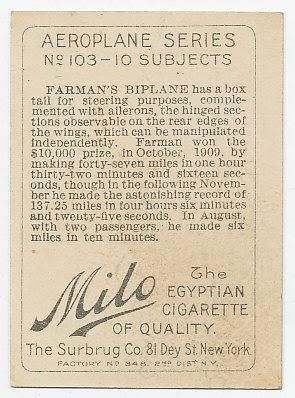 AEROPLANE SERIES
No 103-10 SUBJECTS
FARMAN'S BIPLANE has a box
tail for steering purposes, comple-
mented with ailerons, the hinged sec-
tions observable on the rear edges of
the wings, which can be manipulated
independently. Farman won the
$10,000 prize, in October, 1909, by
making forty-seven miles in one hour
thirty-two minutes and sixteen sec-
onds, though in the following Novem-
ber he made the astonishing record of
137.25 miles in four hours six minutes
and twenty-five seconds. In August,
with two passengers, he made six
miles in ten minutes.
Milo The
EGYPTIAN
CIGARETTE
OF QUALITY.
The Surbrug Co. 81 Dey St. New York
FACTORY No 348. 2ND DIST N.Y.